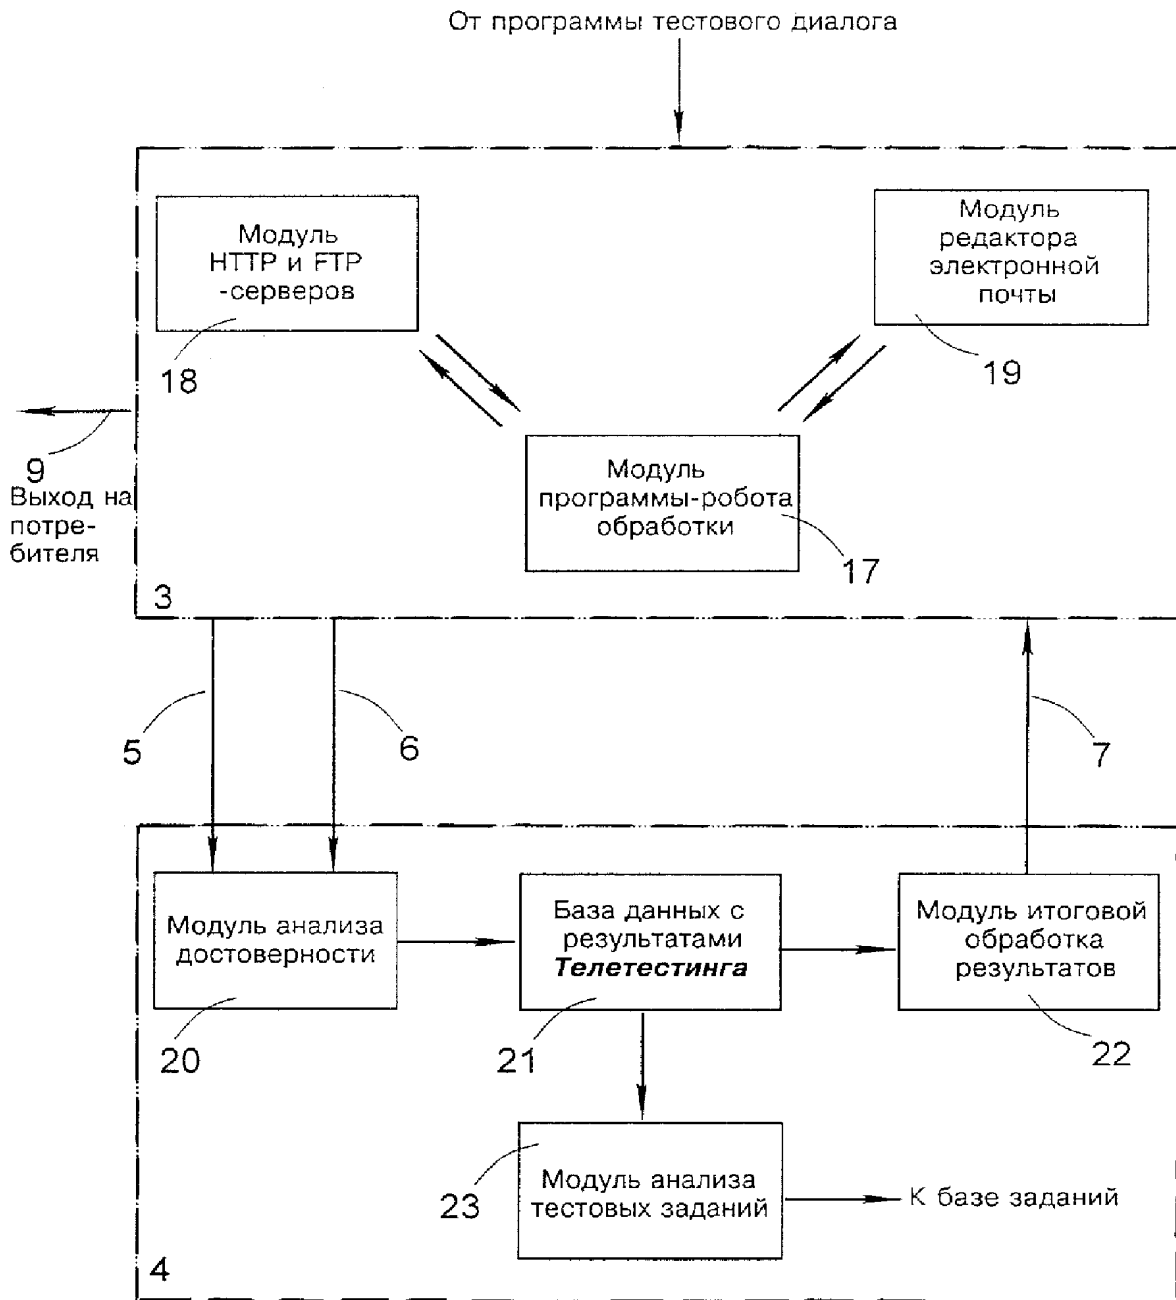 От программы тестового диалога
Модуль
HTTP и FTP
-серверов
18
Модуль
редактора
электронной
почты
19
9
Выход на
потре-
бителя
Модуль
программы-робота
обработки
17
3
5
6
7
Модуль анализа
достоверности
20
База данных с
результатами
Телетестинга
21
Модуль итоговой
обработка
результатов
22
23
Модуль анализа
тестовых заданий
К базе заданий
4